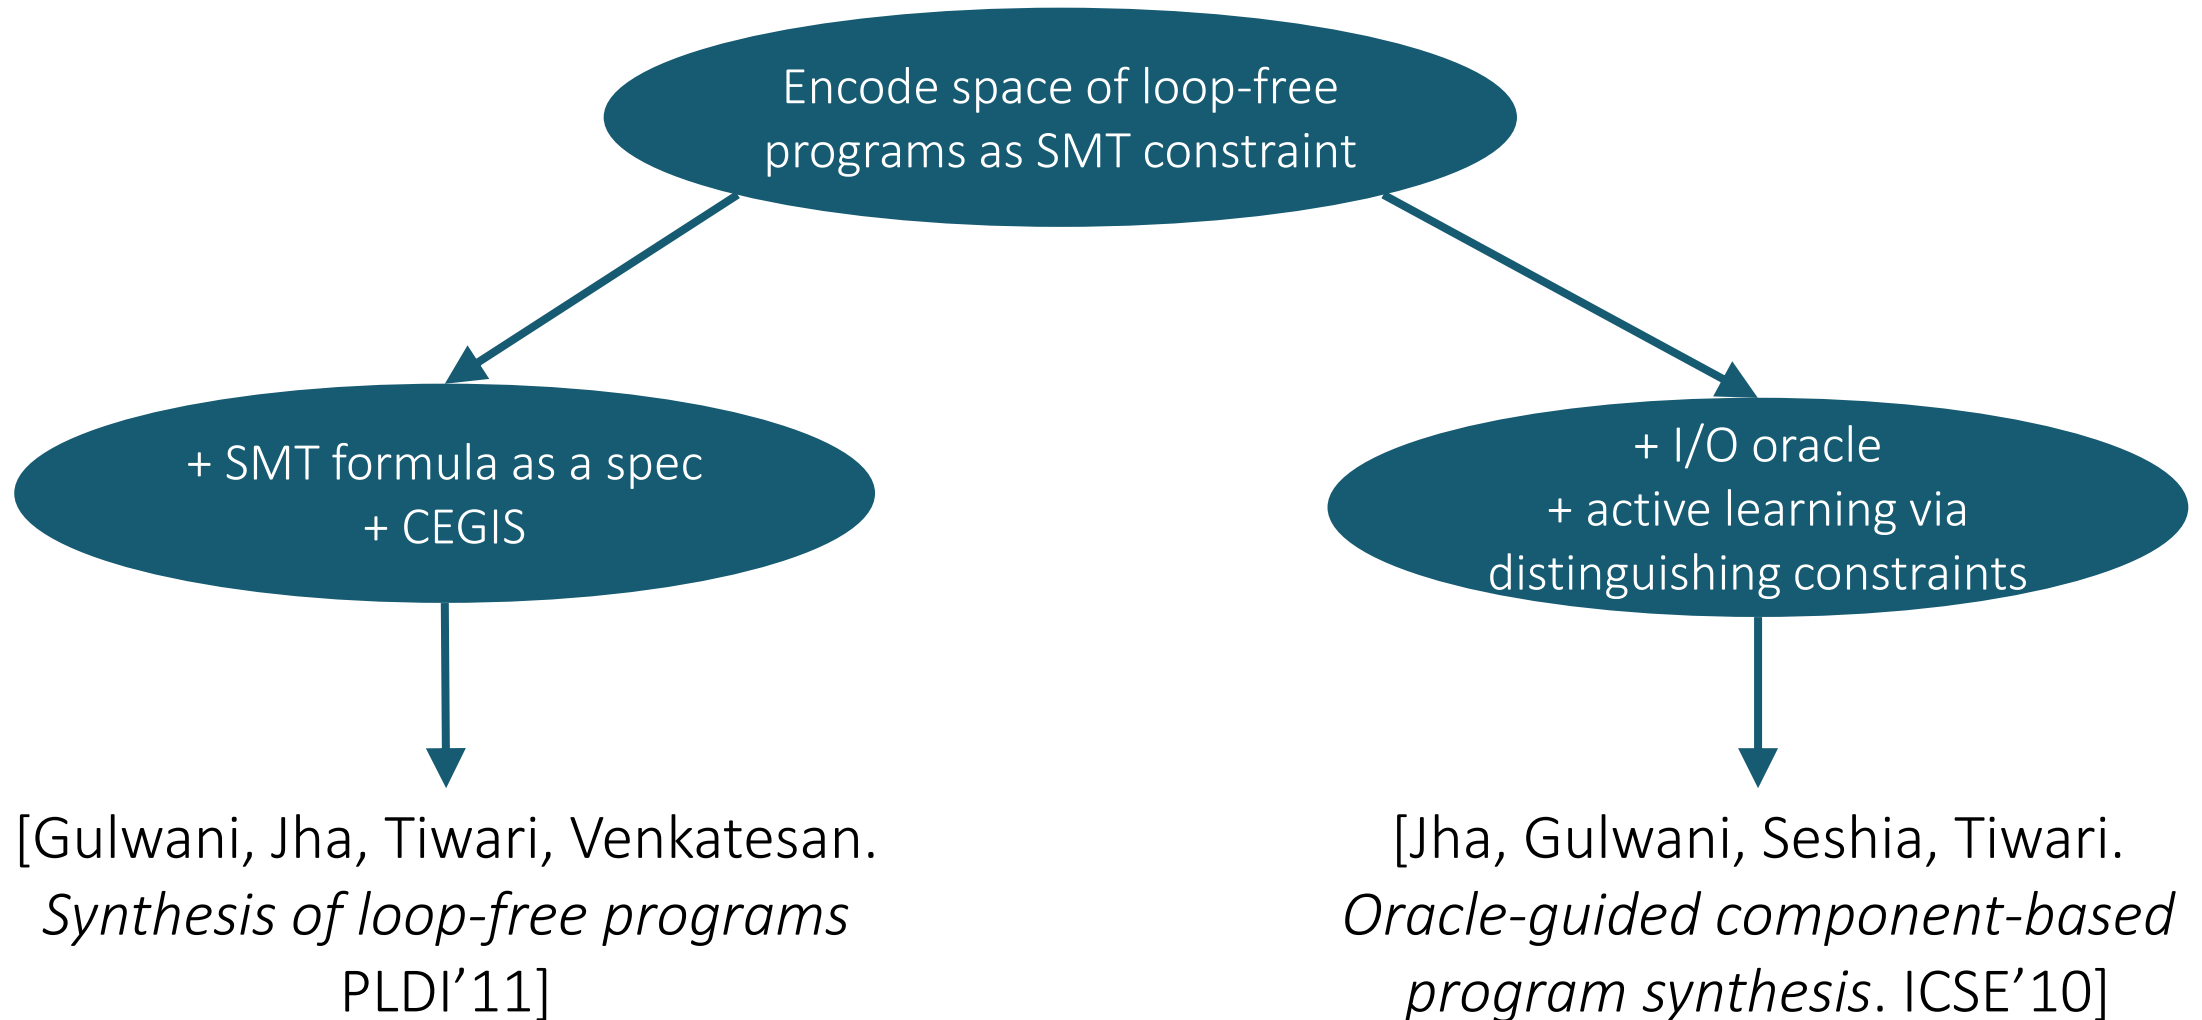 Encode space of loop-free
programs as SMT constraint
+ SMT formula as a spec
+ CEGIS
+ I/O oracle
+ active learning via
distinguishing constraints
[Gulwani, Jha, Tiwari, Venkatesan.
Synthesis of loop-free programs
PLDI’11]
[Jha, Gulwani, Seshia, Tiwari.
Oracle-guided component-based
program synthesis. ICSE’10]